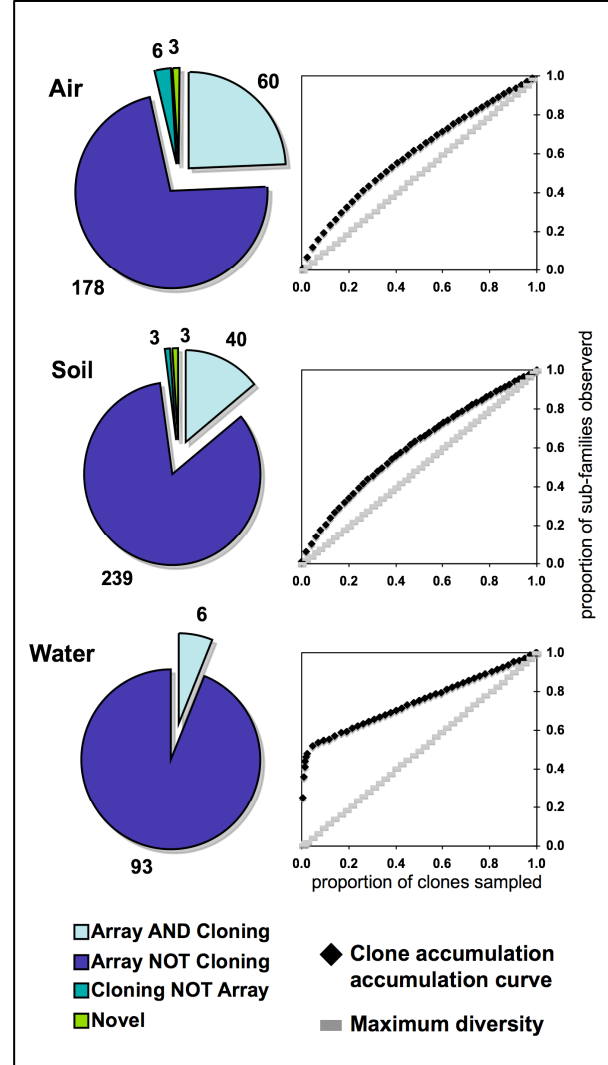 Air
6 3
60
178
1.0
0.8
0.6
0.4
0.2
0.0
0.0 0.2 0.4 0.6 0.8 1.0
Soil
3 3 40
239
1.0
0.8
0.6
0.4
0.2
0.0
0.0 0.2 0.4 0.6 0.8 1.0
proportion of sub-families observerd
Water
6
93
1.0
0.8
0.6
0.4
0.2
0.0
0.0 0.2 0.4 0.6 0.8 1.0
proportion of clones sampled
Array AND Cloning
Array NOT Cloning
Cloning NOT Array
Novel
Clone accumulation
accumulation curve
Maximum diversity